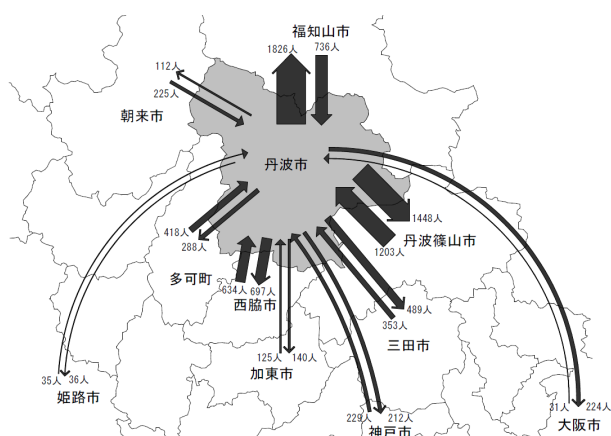 福知山市
1826人
736人
112人
225人
朝来市
丹波市
418人
288人
1448人
1203人
丹波篠山市
多可町
634人
697人
西脇市
489人
353人
三田市
125人
140人
加東市
35人
36人
姫路市
229人
212人
神戸市
31人
224人
大阪市